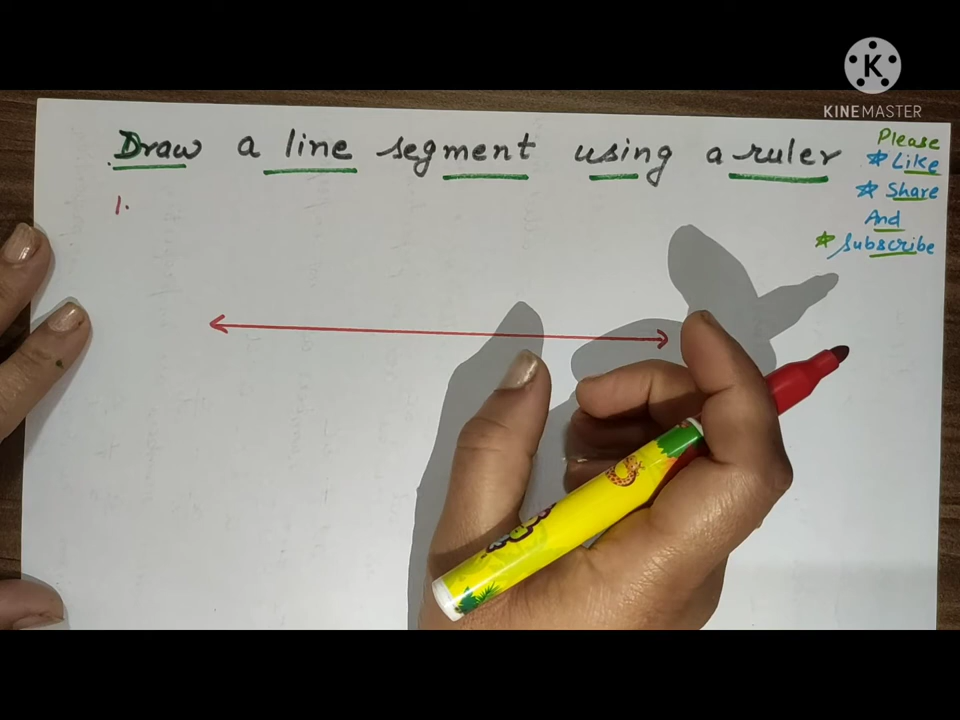 K
KINEMASTER
Draw a line segment using a ruler
Please
Like
Share
And
Subscribe
1.